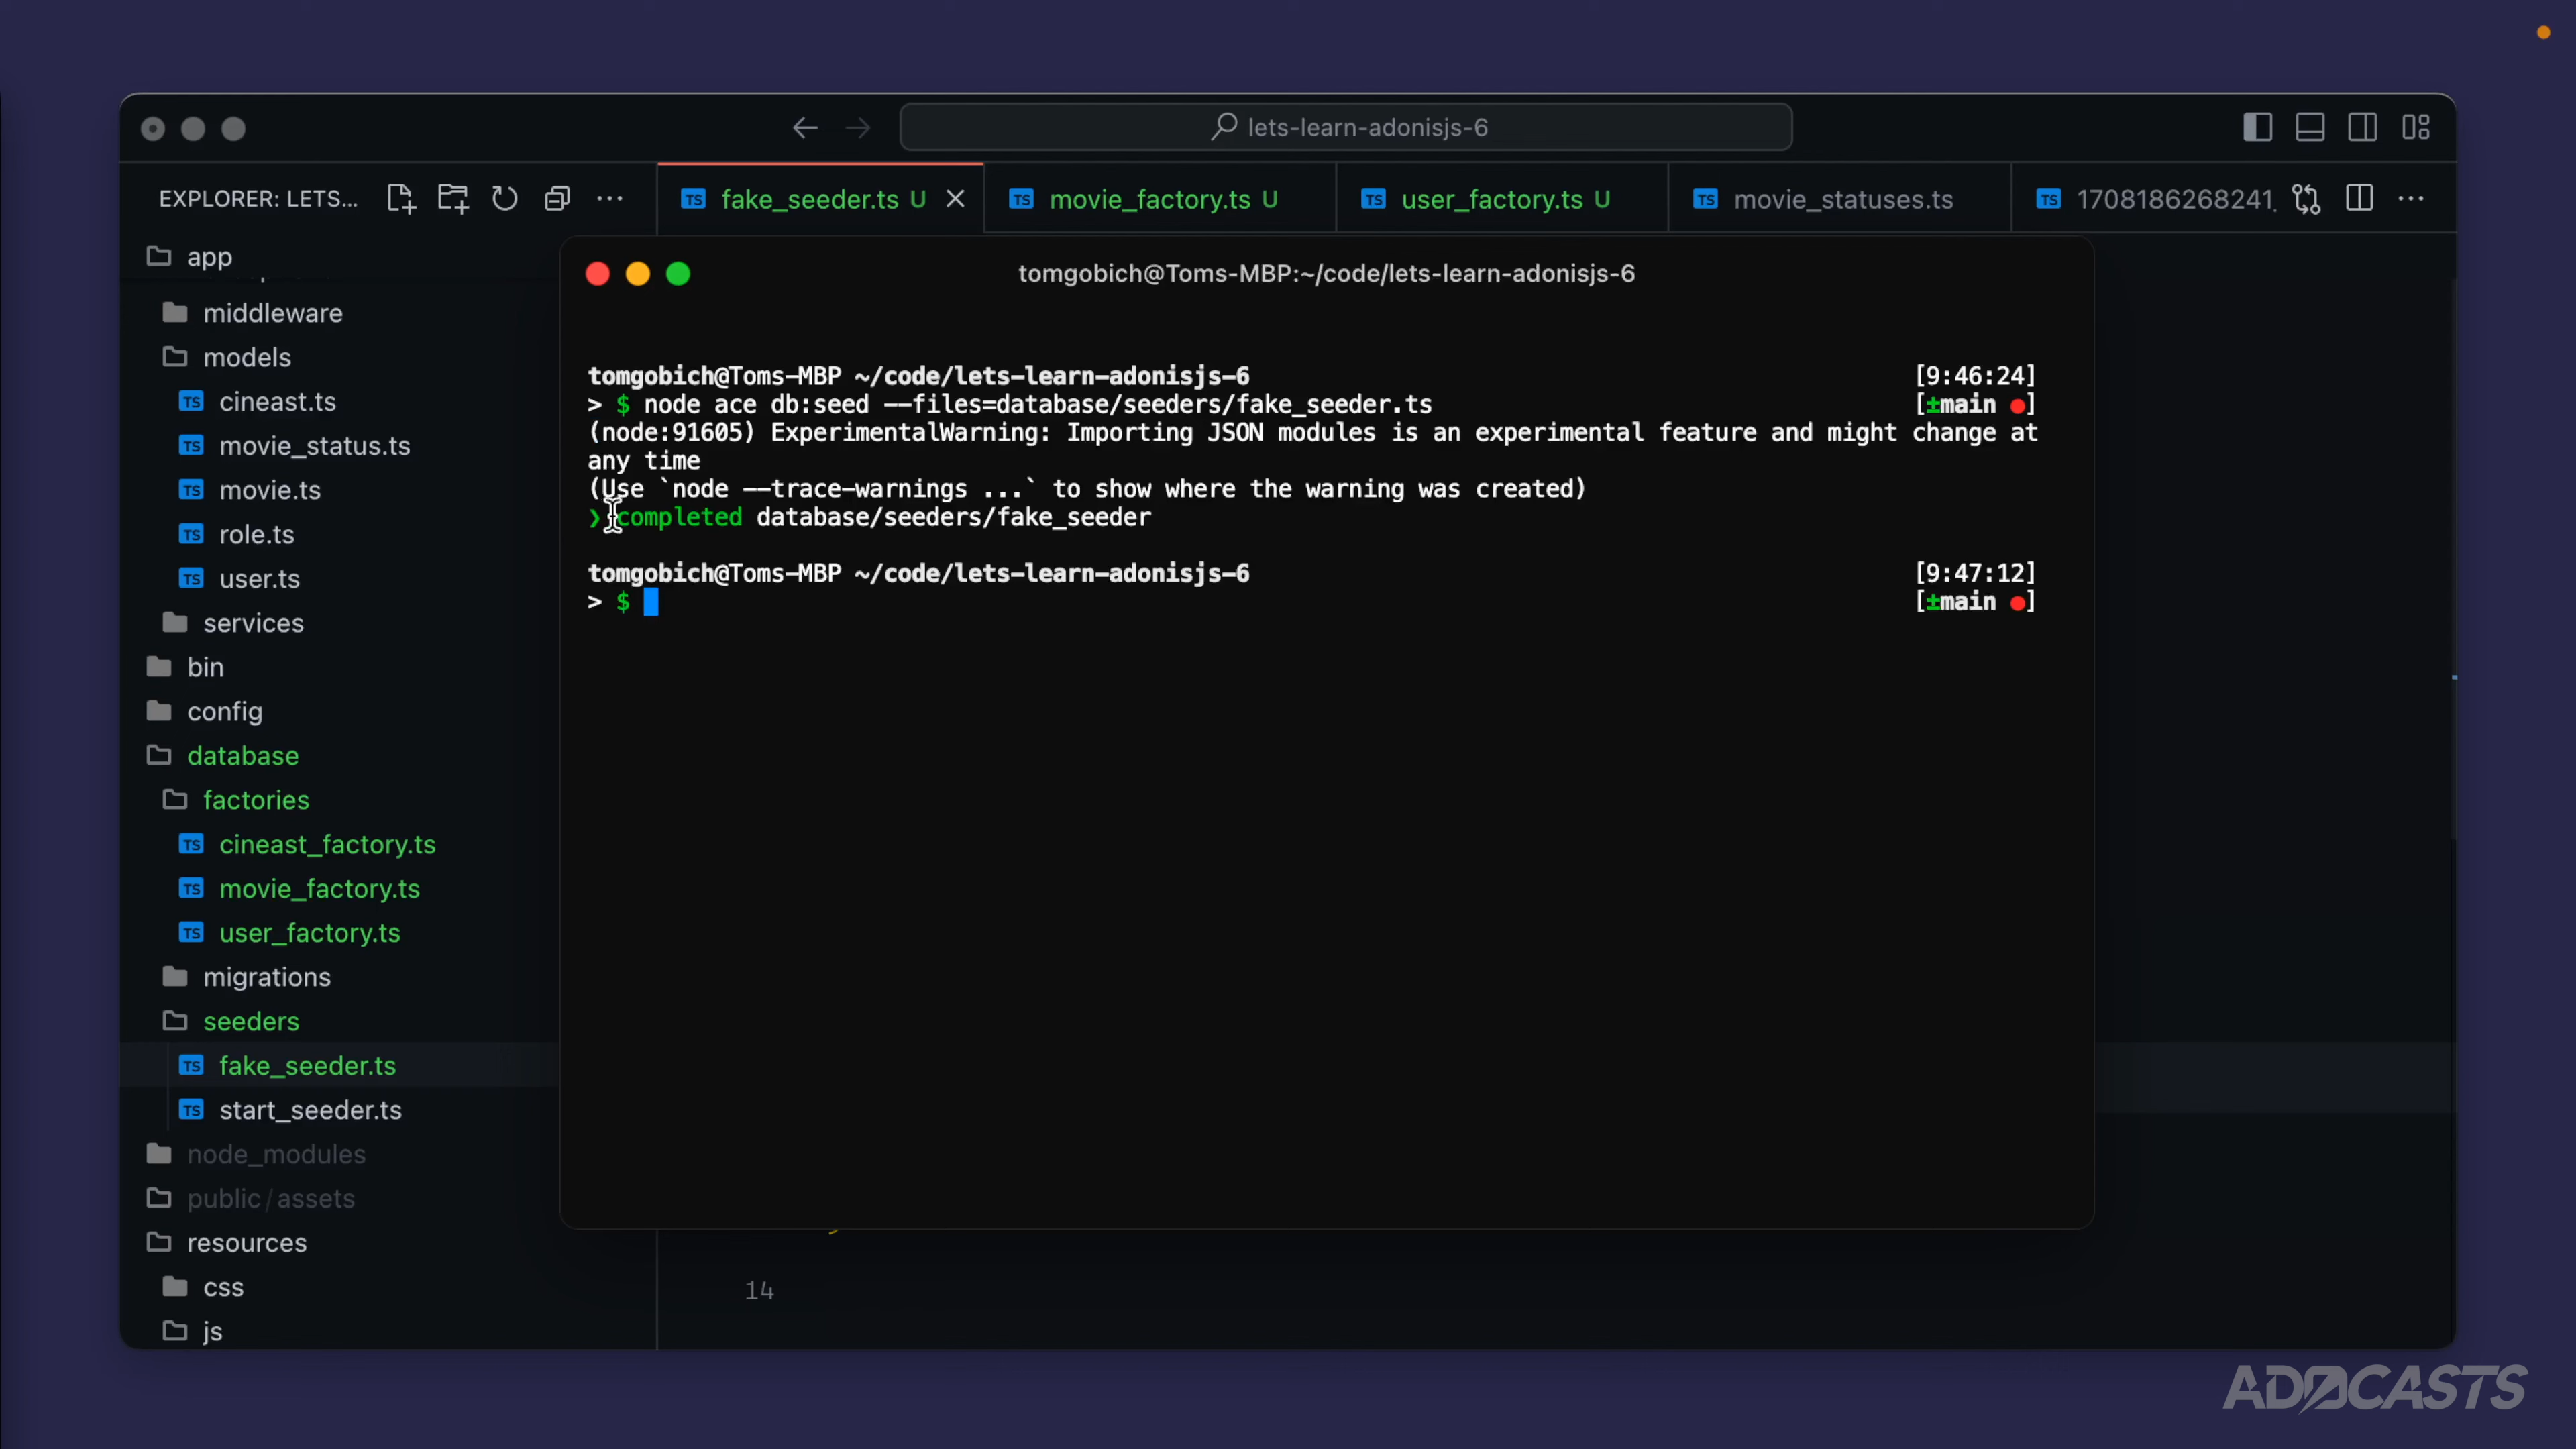 lets-learn-adonisjs-6
EXPLORER: LETS...
fake_seeder.ts U
movie_factory.ts U
user_factory.ts U
movie_statuses.ts
1708186268241_
app
middleware
models
cineast.ts
movie_status.ts
movie.ts
role.ts
user.ts
services
bin
config
database
factories
cineast_factory.ts
movie_factory.ts
user_factory.ts
migrations
seeders
fake_seeder.ts
start_seeder.ts
node_modules
public/assets
resources
css
js
tomgobich@Toms-MBP:~/code/lets-learn-adonisjs-6
tomgobich@Toms-MBP ~/code/lets-learn-adonisjs-6 [9:46:24]
> $ node ace db:seed --files=database/seeders/fake_seeder.ts [±main ●]
(node:91605) ExperimentalWarning: Importing JSON modules is an experimental feature and might change at
any time
(Use `node --trace-warnings ...` to show where the warning was created)
❯ completed database/seeders/fake_seeder
tomgobich@Toms-MBP ~/code/lets-learn-adonisjs-6 [9:47:12]
> $ [±main ●]
14
ADOCASTS